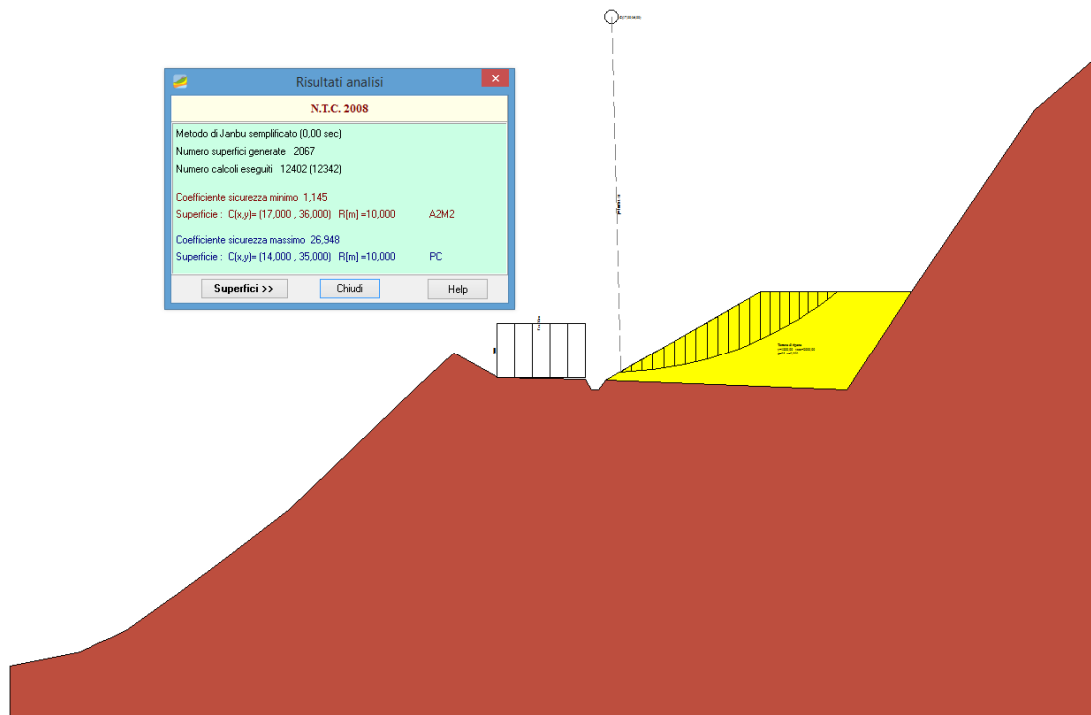 Risultati analisi
N.T.C. 2008
Metodo di Janbu semplificato (0,00 sec)
Numero superfici generate 2067
Numero calcoli eseguiti 12402 (12342)
Coefficiente sicurezza minimo 1,145
Superficie : C(x,y)= (17,000 , 36,000) R[m] =10,000 A2M2
Coefficiente sicurezza massimo 26,948
Superficie : C(x,y)= (14,000 , 35,000) R[m] =10,000 PC
Superfici >>
Chiudi
Help